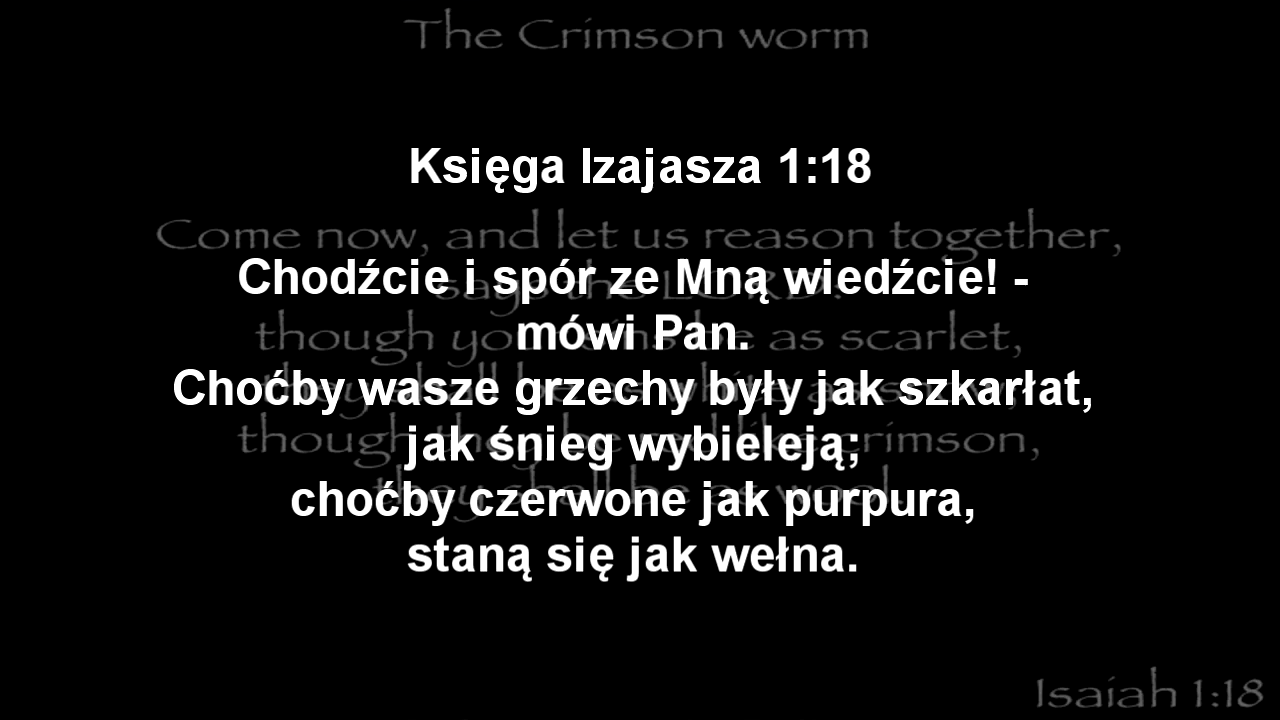 The Crimson worm
Księga Izajasza 1:18
Come now, and let us reason together,
Chodźcie i spór ze Mną wiedźcie! -
says the LORD:
mówi Pan.
though your sins be as scarlet,
Choćby wasze grzechy były jak szkarłat,
they shall be as white as snow;
jak śnieg wybieleją;
though they be red like crimson,
choćby czerwone jak purpura,
they shall be as wool.
staną się jak wełna.
Isaiah 1:18